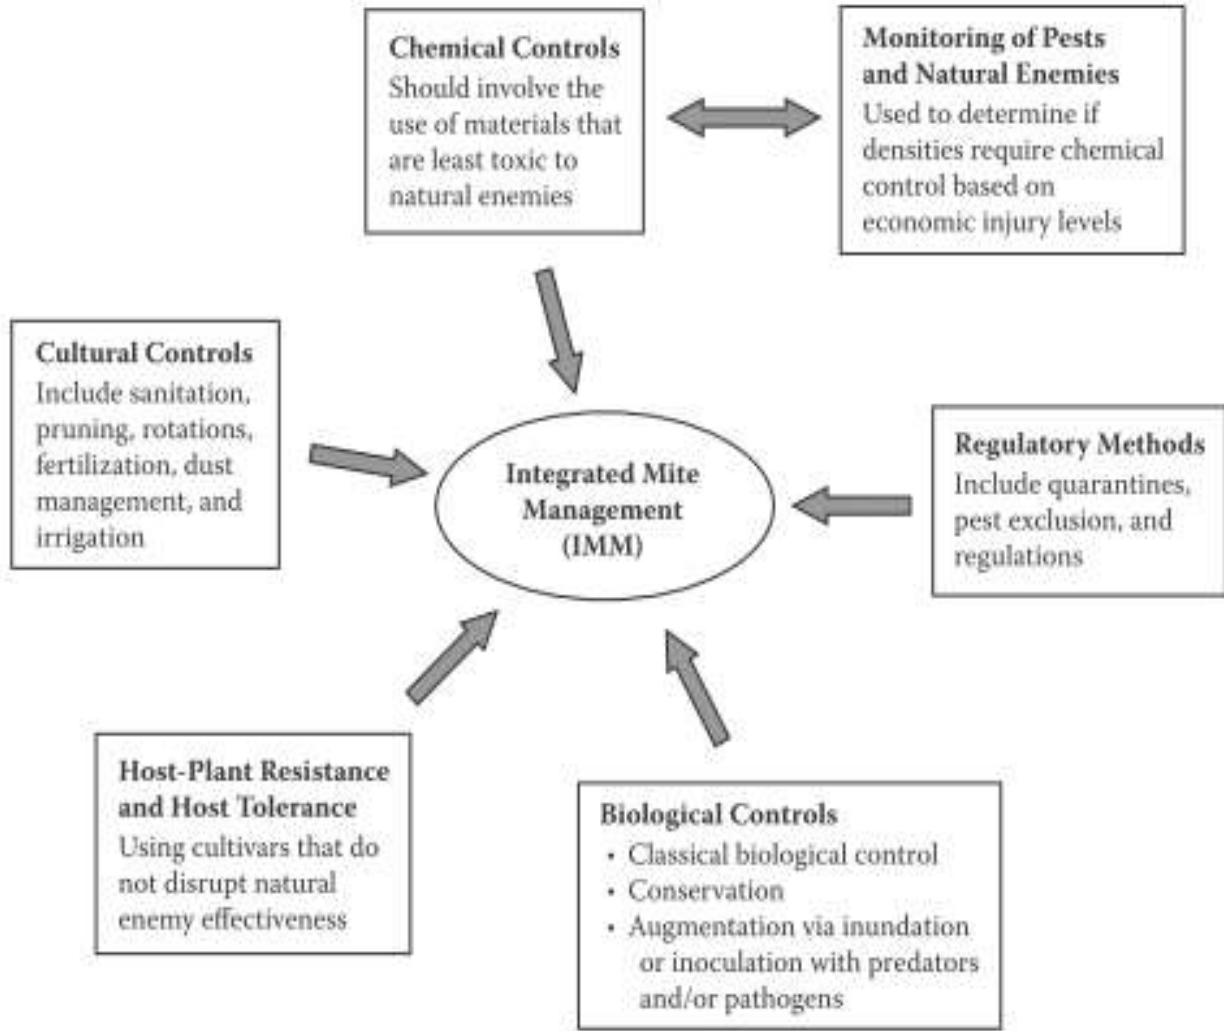 Chemical Controls
Should involve the
use of materials that
are least toxic to
natural enemies
Monitoring of Pests
and Natural Enemies
Used to determine if
densities require chemical
control based on
economic injury levels
Cultural Controls
Include sanitation,
pruning, rotations,
fertilization, dust
management, and
irrigation
Integrated Mite
Management
(IMM)
Regulatory Methods
Include quarantines,
pest exclusion, and
regulations
Host-Plant Resistance
and Host Tolerance
Using cultivars that do
not disrupt natural
enemy effectiveness
Biological Controls
• Classical biological control
• Conservation
• Augmentation via inundation
or inoculation with predators
and/or pathogens